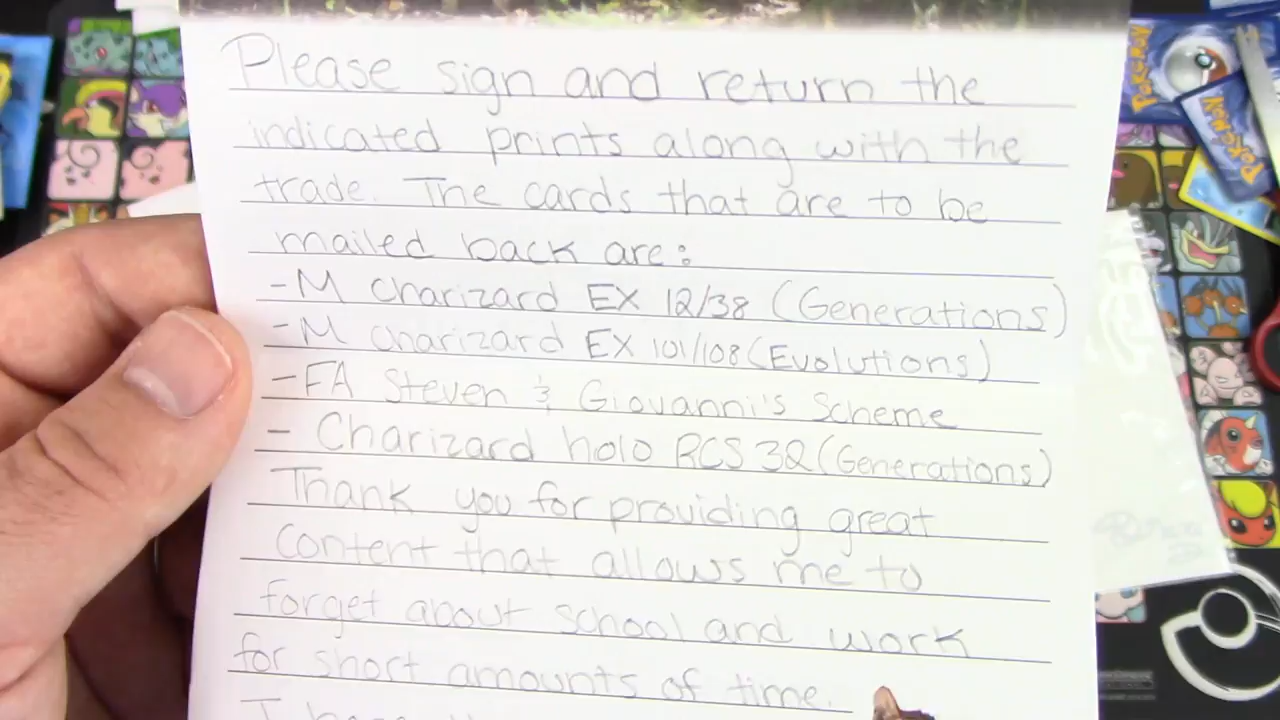 Please sign and return the
indicated prints along with the
trade. The cards that are to be
mailed back are:
-M Charizard EX 12/38 (Generations)
-M Charizard EX 101/108 (Evolutions)
-FA Steven & Giovanni's Scheme
- Charizard holo RCS 32 (Generations)
Thank you for providing great
content that allows me to
forget about school and work
for short amounts of time.
I hope
Pokémon
Pokémon